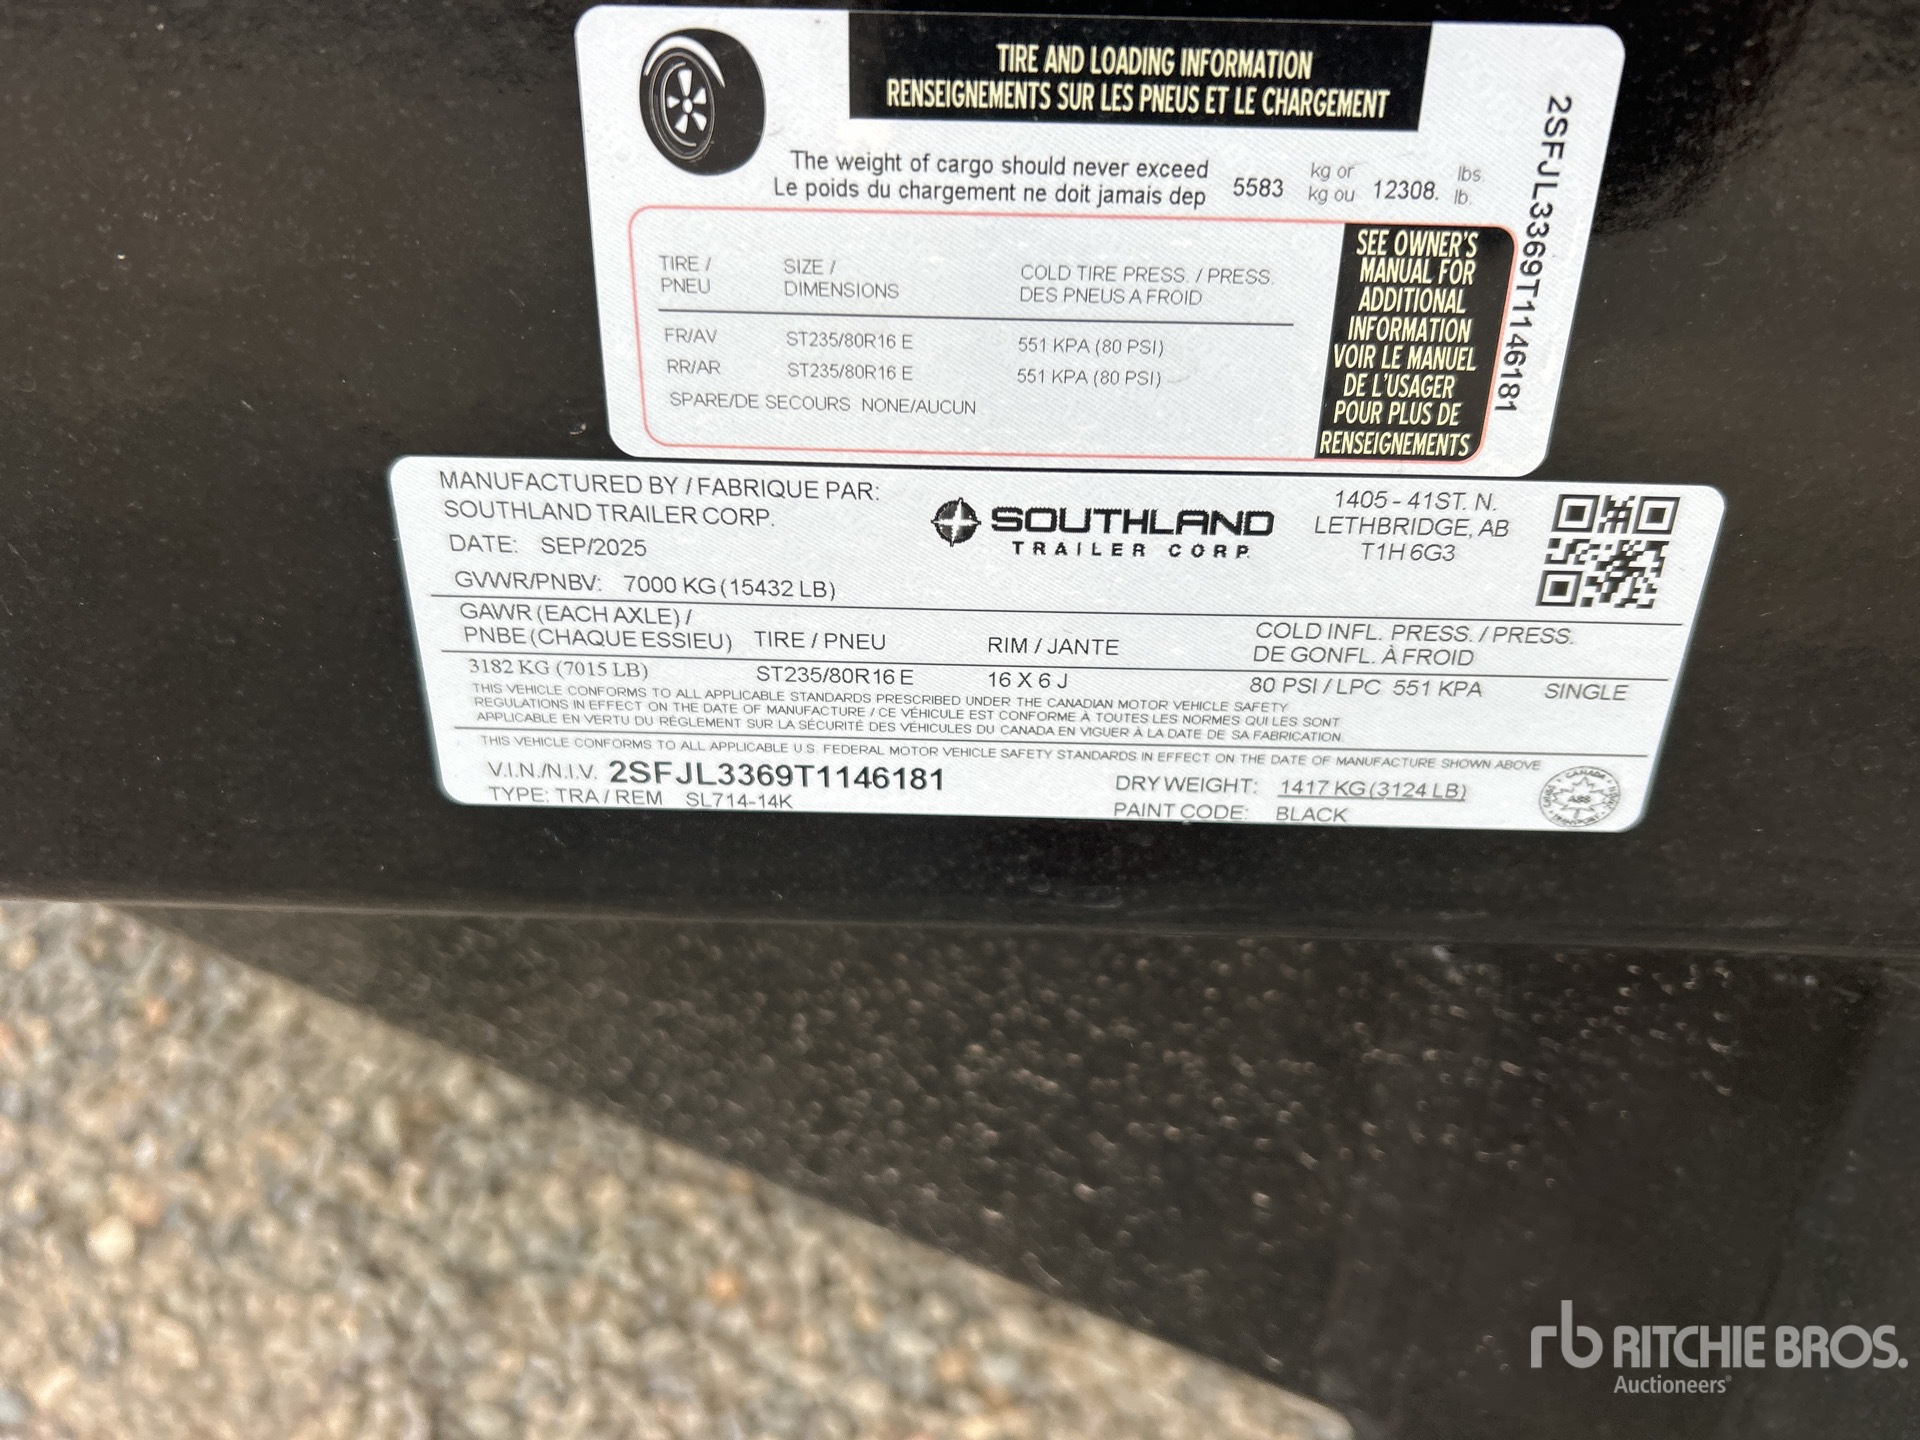 TIRE AND LOADING INFORMATION
RENSEIGNEMENTS SUR LES PNEUS ET LE CHARGEMENT
The weight of cargo should never exceed
Le poids du chargement ne doit jamais dep
5583 kg or 12308. lbs.
kg ou lb.
TIRE / SIZE / COLD TIRE PRESS. / PRESS.
PNEU DIMENSIONS DES PNEUS A FROID
FR/AV ST235/80R16 E 551 KPA (80 PSI)
RR/AR ST235/80R16 E 551 KPA (80 PSI)
SPARE/DE SECOURS NONE/AUCUN
SEE OWNER'S
MANUAL FOR
ADDITIONAL
INFORMATION
VOIR LE MANUEL
DE L'USAGER
POUR PLUS DE
RENSEIGNEMENTS
2SFJL3369T1146181
MANUFACTURED BY / FABRIQUE PAR:
SOUTHLAND TRAILER CORP.
DATE: SEP/2025
SOUTHLAND
TRAILER CORP.
1405 - 41ST. N.
LETHBRIDGE, AB
T1H 6G3
GVWR/PNBV: 7000 KG (15432 LB)
GAWR (EACH AXLE) /
PNBE (CHAQUE ESSIEU) TIRE / PNEU RIM / JANTE COLD INFL. PRESS. / PRESS.
DE GONFL. À FROID
3182 KG (7015 LB) ST235/80R16 E 16 X 6 J 80 PSI / LPC 551 KPA SINGLE
THIS VEHICLE CONFORMS TO ALL APPLICABLE STANDARDS PRESCRIBED UNDER THE CANADIAN MOTOR VEHICLE SAFETY
REGULATIONS IN EFFECT ON THE DATE OF MANUFACTURE / CE VÉHICULE EST CONFORME À TOUTES LES NORMES QUI LES SONT
APPLICABLE EN VERTU DU RÉGLEMENT SUR LA SÉCURITÉ DES VÉHICULES DU CANADA EN VIGUER À LA DATE DE SA FABRICATION.
THIS VEHICLE CONFORMS TO ALL APPLICABLE U.S. FEDERAL MOTOR VEHICLE SAFETY STANDARDS IN EFFECT ON THE DATE OF MANUFACTURE SHOWN ABOVE
V.I.N./N.I.V. 2SFJL3369T1146181 DRY WEIGHT: 1417 KG (3124 LB)
TYPE: TRA / REM SL714-14K PAINT CODE: BLACK
CANADA
TRANSPORT
rb RITCHIE BROS.
Auctioneers